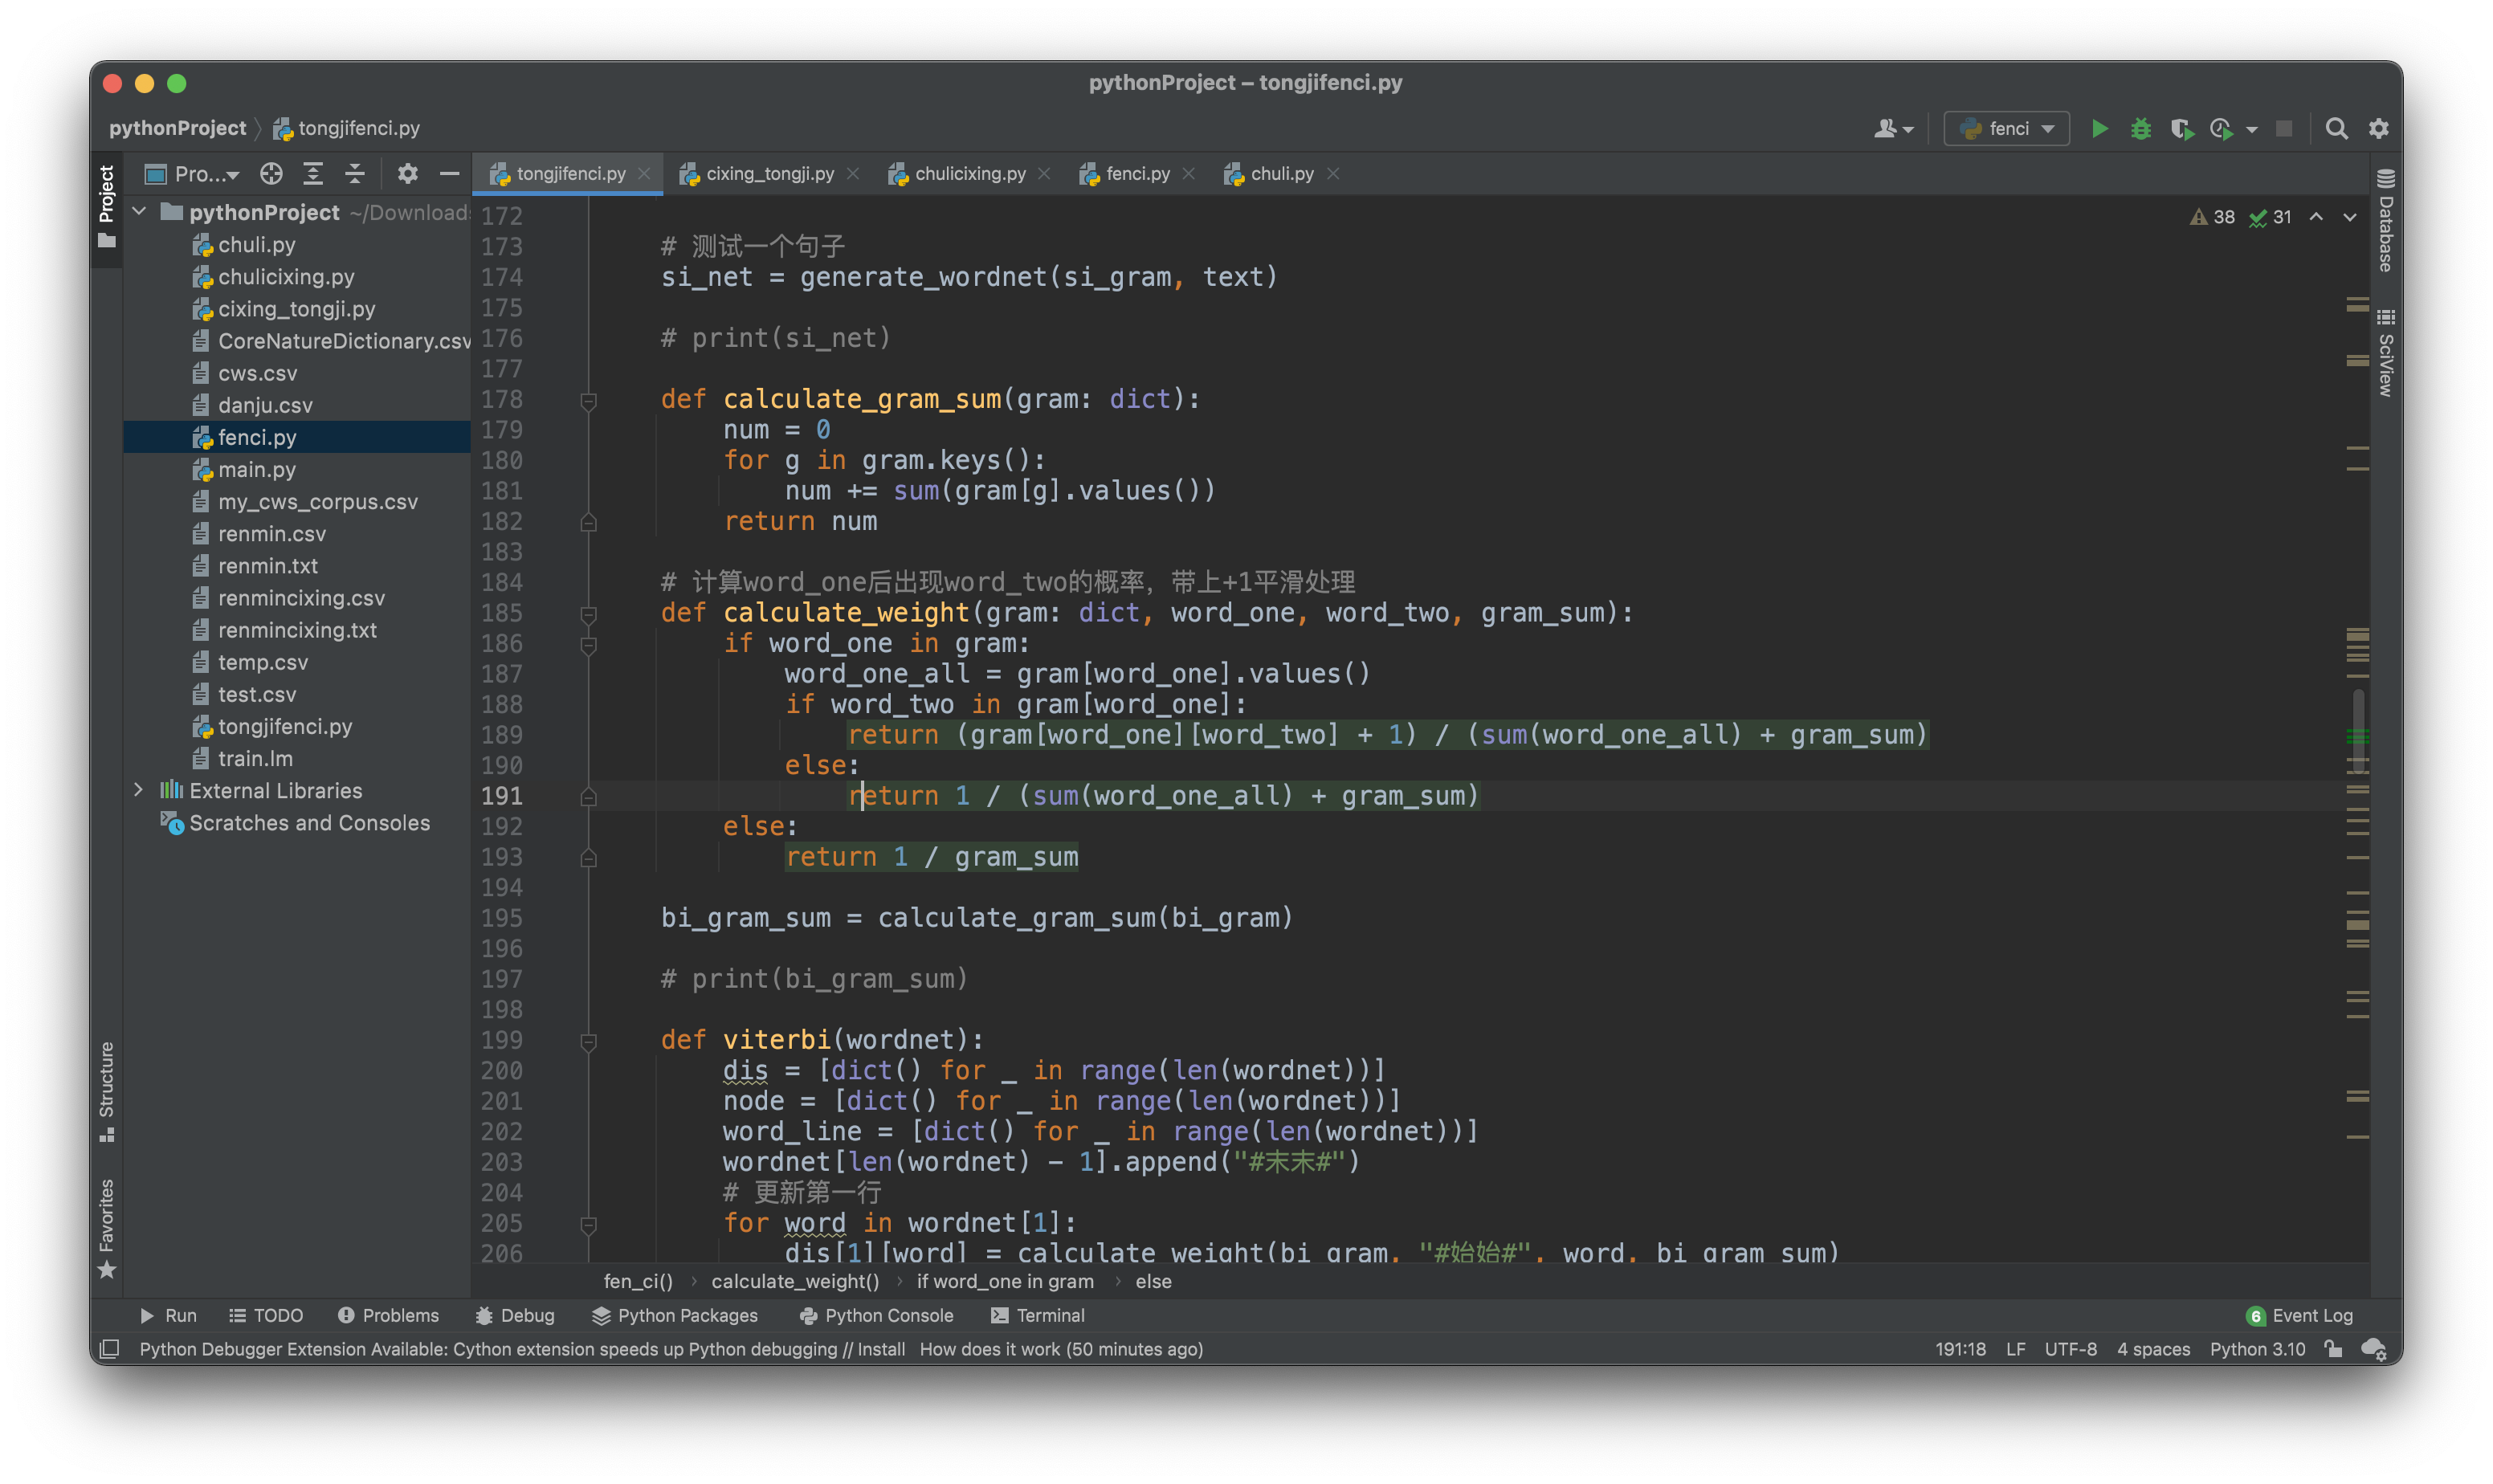 pythonProject – tongjifenci.py
pythonProject
tongjifenci.py
fenci
Project
Pro...
tongjifenci.py
cixing_tongji.py
chulicixing.py
fenci.py
chuli.py
pythonProject ~/Download
chuli.py
chulicixing.py
cixing_tongji.py
CoreNatureDictionary.csv
cws.csv
danju.csv
fenci.py
main.py
my_cws_corpus.csv
renmin.csv
renmin.txt
renmincixing.csv
renmincixing.txt
temp.csv
test.csv
tongjifenci.py
train.lm
External Libraries
Scratches and Consoles
Structure
Favorites
38
31
Database
SciView
172
173 # 测试一个句子
174 si_net = generate_wordnet(si_gram, text)
175
176 # print(si_net)
177
178 def calculate_gram_sum(gram: dict):
179 num = 0
180 for g in gram.keys():
181 num += sum(gram[g].values())
182 return num
183
184 # 计算word_one后出现word_two的概率，带上+1平滑处理
185 def calculate_weight(gram: dict, word_one, word_two, gram_sum):
186 if word_one in gram:
187 word_one_all = gram[word_one].values()
188 if word_two in gram[word_one]:
189 return (gram[word_one][word_two] + 1) / (sum(word_one_all) + gram_sum)
190 else:
191 return 1 / (sum(word_one_all) + gram_sum)
192 else:
193 return 1 / gram_sum
194
195 bi_gram_sum = calculate_gram_sum(bi_gram)
196
197 # print(bi_gram_sum)
198
199 def viterbi(wordnet):
200 dis = [dict() for _ in range(len(wordnet))]
201 node = [dict() for _ in range(len(wordnet))]
202 word_line = [dict() for _ in range(len(wordnet))]
203 wordnet[len(wordnet) - 1].append("#末末#")
204 # 更新第一行
205 for word in wordnet[1]:
206 dis[1][word] = calculate_weight(bi_gram, "#始始#", word, bi_gram_sum)
fen_ci() › calculate_weight() › if word_one in gram › else
Run
TODO
Problems
Debug
Python Packages
Python Console
Terminal
6 Event Log
Python Debugger Extension Available: Cython extension speeds up Python debugging // Install How does it work (50 minutes ago)
191:18 LF UTF-8 4 spaces Python 3.10